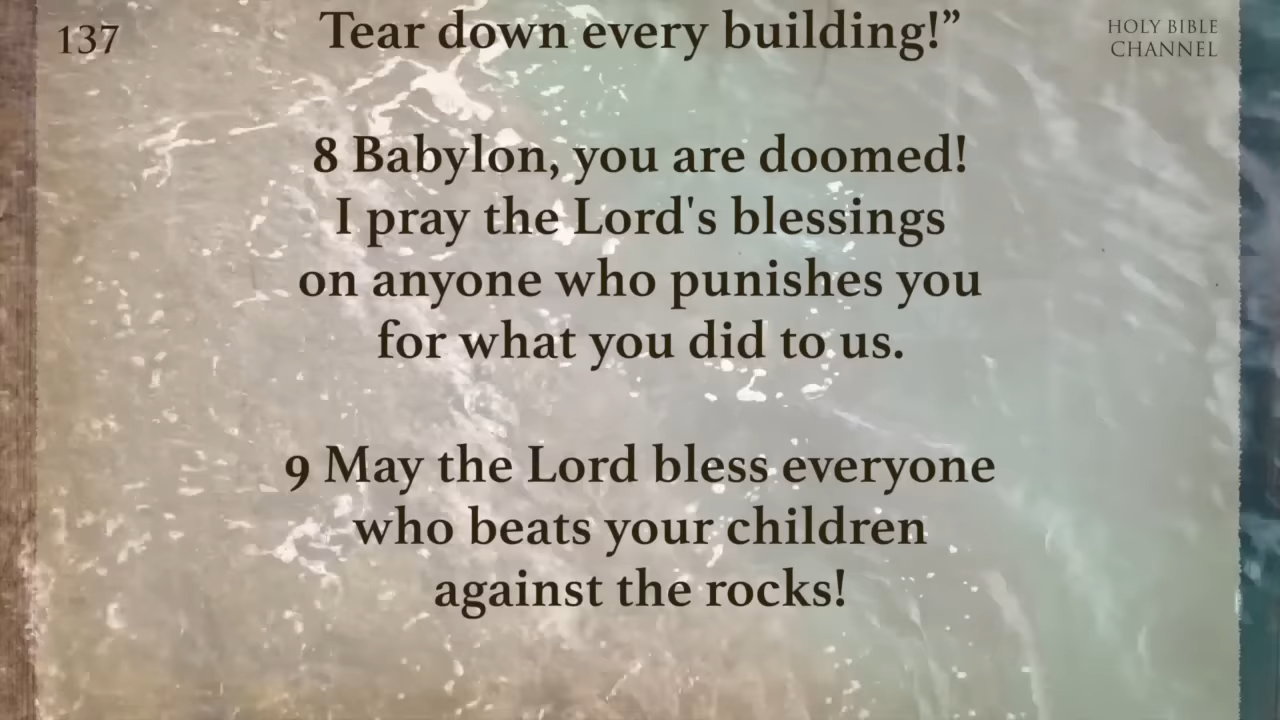 137
Tear down every building!”
HOLY BIBLE
CHANNEL
8 Babylon, you are doomed!
I pray the Lord's blessings
on anyone who punishes you
for what you did to us.
9 May the Lord bless everyone
who beats your children
against the rocks!